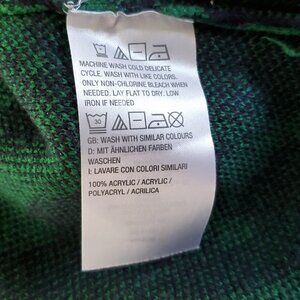 MACHINE WASH COLD DELICATE
CYCLE. WASH WITH LIKE COLORS.
ONLY NON-CHLORINE BLEACH WHEN
NEEDED. LAY FLAT TO DRY. LOW
IRON IF NEEDED
30
GB: WASH WITH SIMILAR COLOURS
D: MIT ÄHNLICHEN FARBEN
WASCHEN
I: LAVARE CON COLORI SIMILARI
100% ACRYLIC / ACRYLIC /
POLYACRYL / ACRILICA